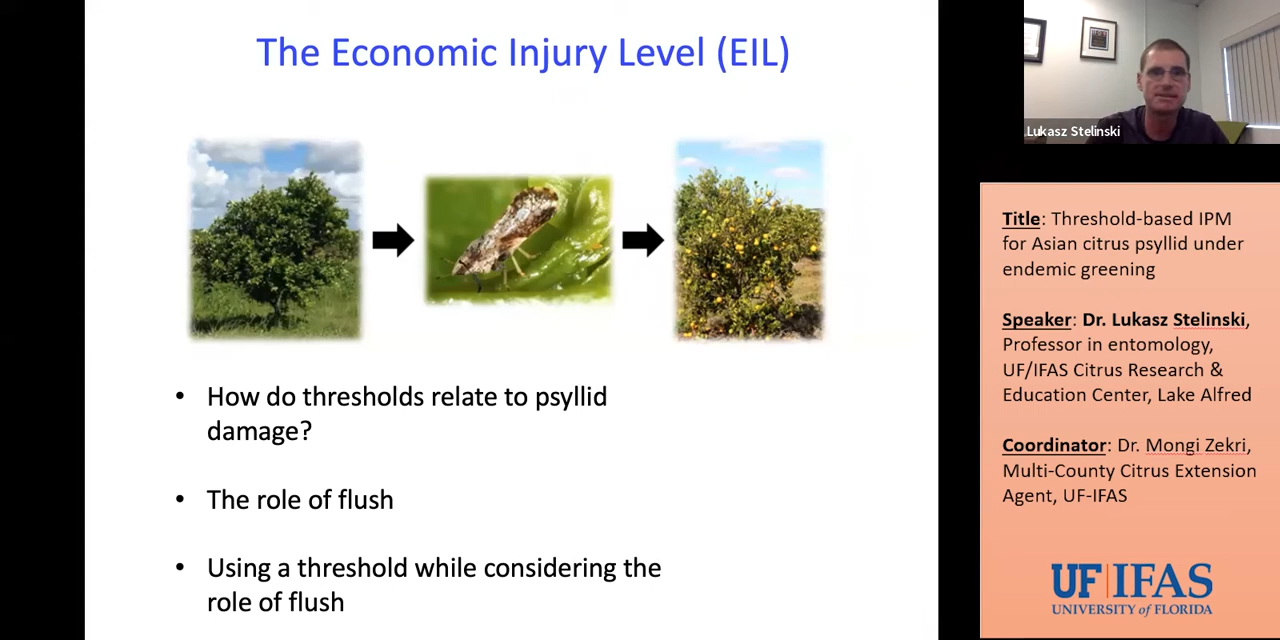 The Economic Injury Level (EIL)
• How do thresholds relate to psyllid
damage?
• The role of flush
• Using a threshold while considering the
role of flush
Lukasz Stelinski
Title: Threshold-based IPM
for Asian citrus psyllid under
endemic greening
Speaker: Dr. Lukasz Stelinski,
Professor in entomology,
UF/IFAS Citrus Research &
Education Center, Lake Alfred
Coordinator: Dr. Mongi Zekri,
Multi-County Citrus Extension
Agent, UF-IFAS
UF|IFAS
UNIVERSITY of FLORIDA